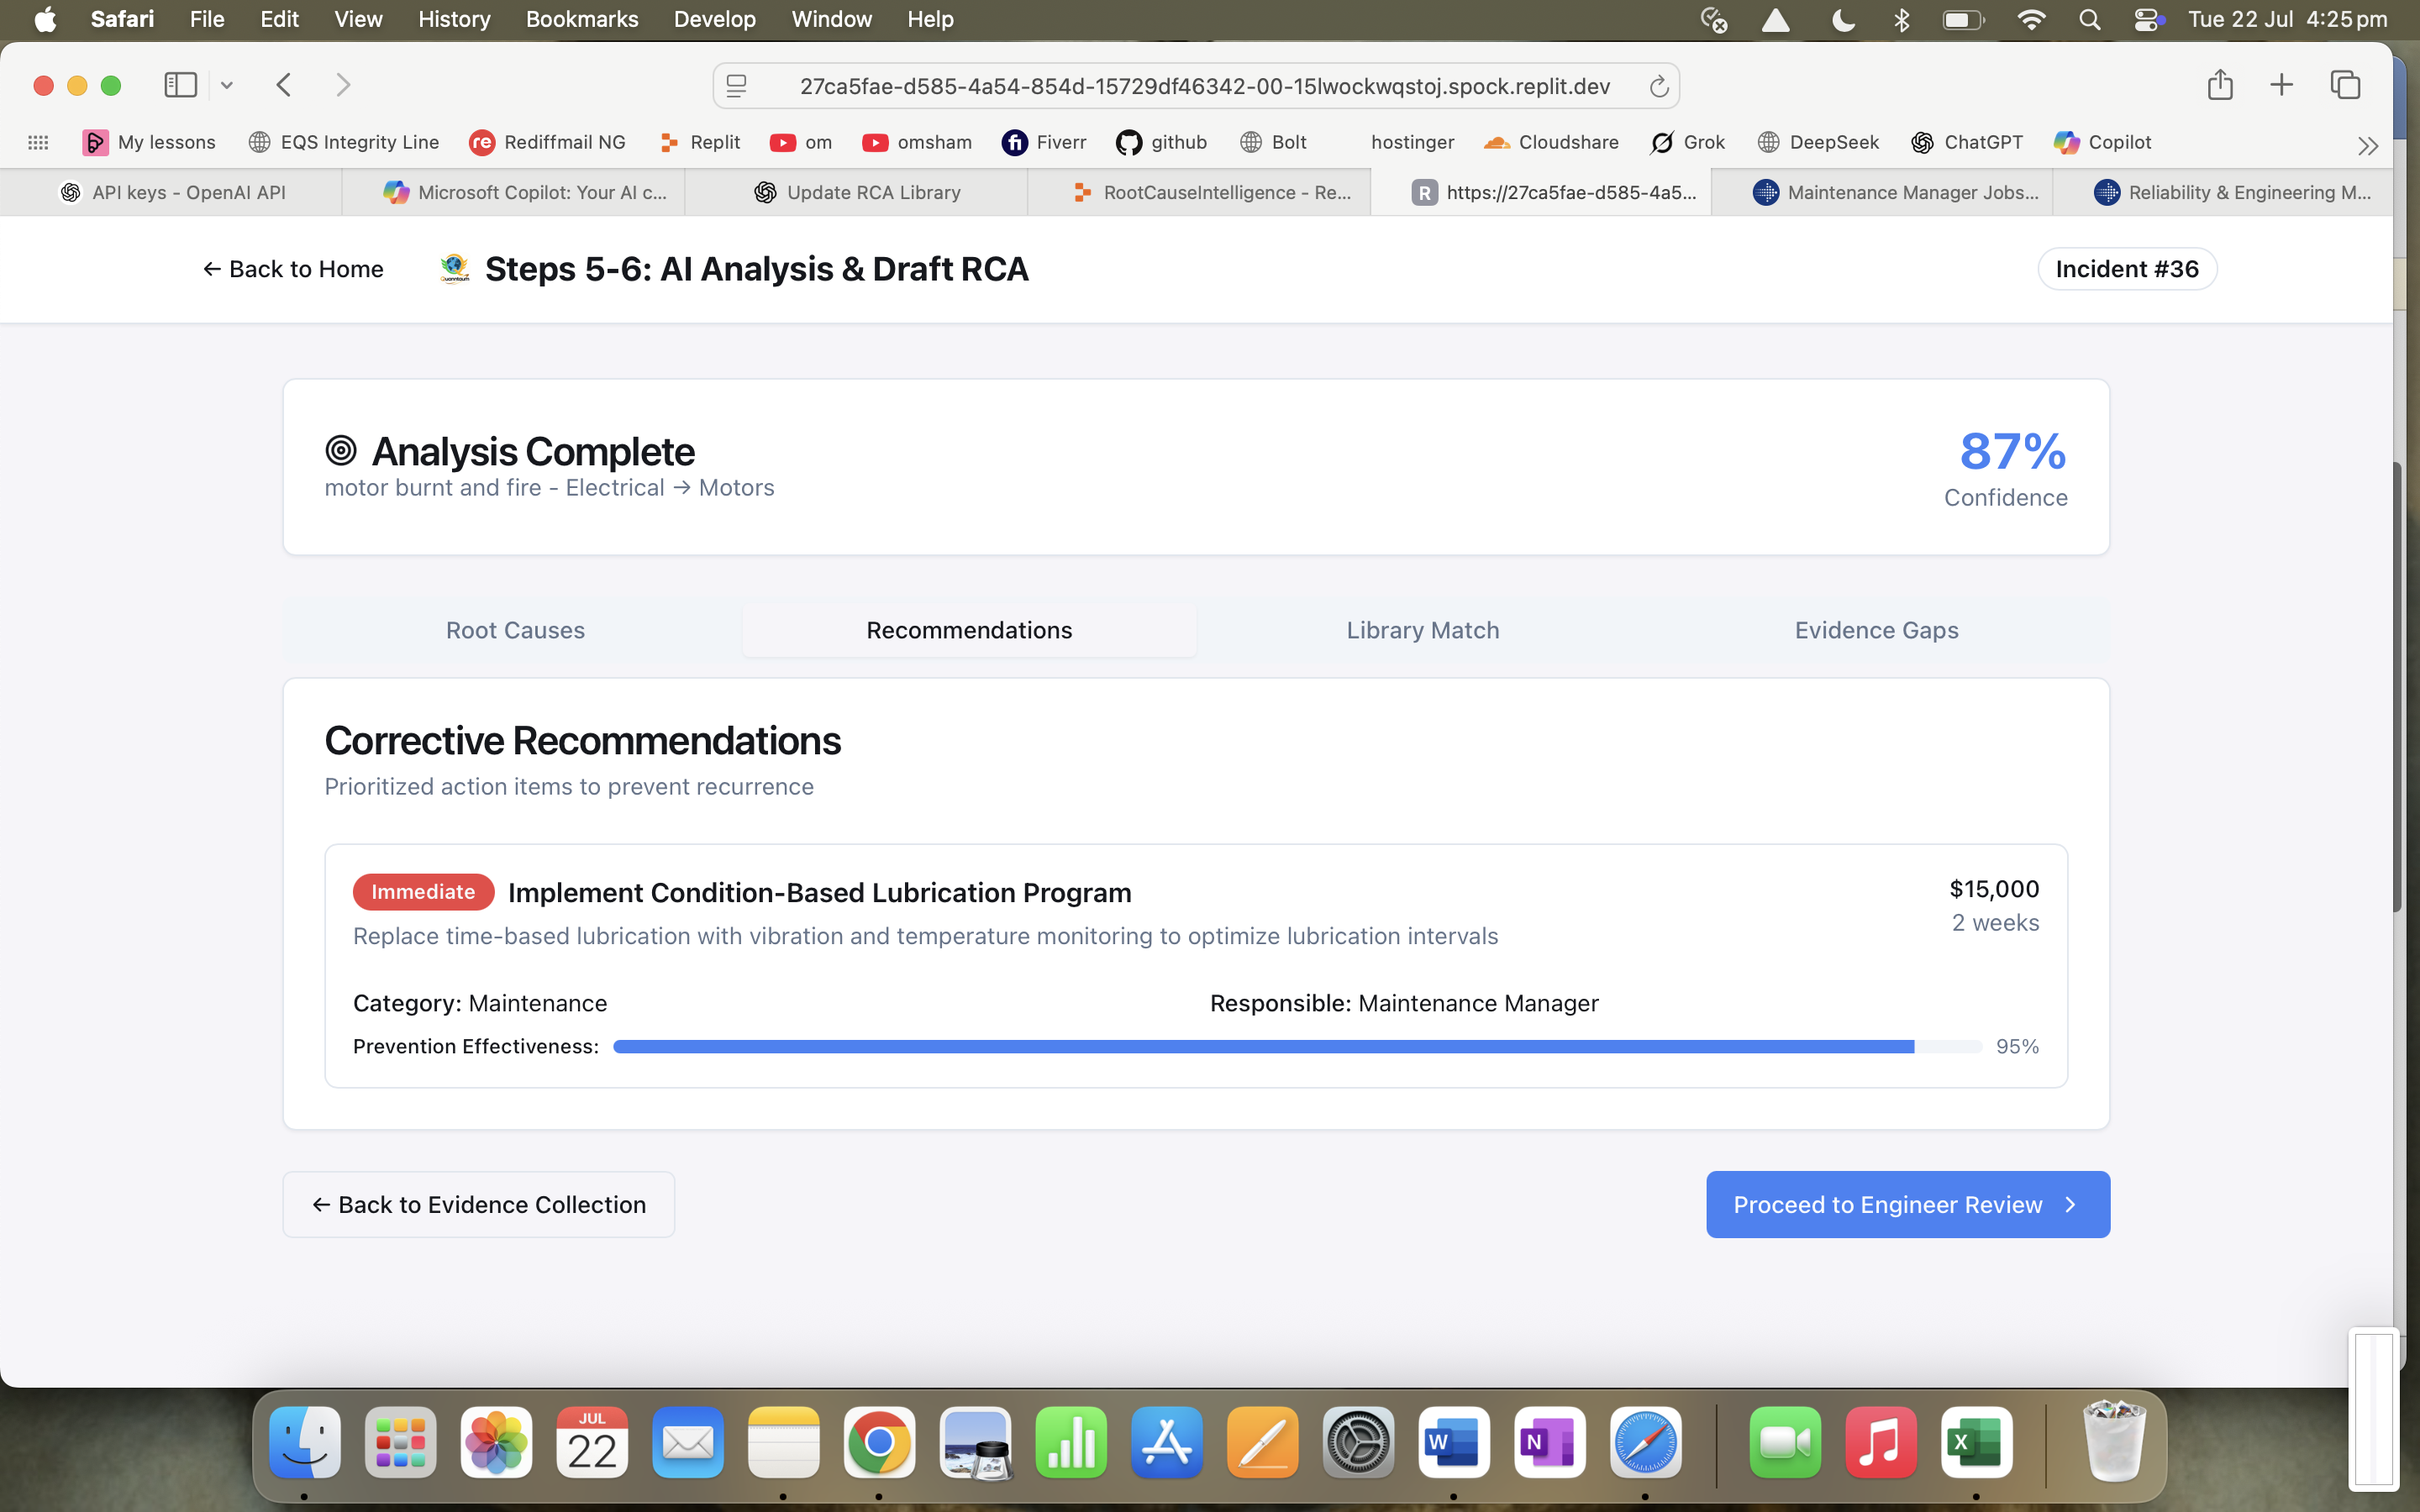 Safari File Edit View History Bookmarks Develop Window Help Tue 22 Jul 4:25 pm
27ca5fae-d585-4a54-854d-15729df46342-00-15lwockwqstoj.spock.replit.dev
My lessons EQS Integrity Line re Rediffmail NG Replit om omsham fi Fiverr github Bolt hostinger Cloudshare Grok DeepSeek ChatGPT Copilot
API keys - OpenAI API Microsoft Copilot: Your AI c... Update RCA Library RootCauseIntelligence - Re... R https://27ca5fae-d585-4a5... Maintenance Manager Jobs... Reliability & Engineering M...
← Back to Home Steps 5-6: AI Analysis & Draft RCA Incident #36
Analysis Complete 87%
motor burnt and fire - Electrical → Motors Confidence
Root Causes Recommendations Library Match Evidence Gaps
Corrective Recommendations
Prioritized action items to prevent recurrence
Immediate Implement Condition-Based Lubrication Program $15,000
Replace time-based lubrication with vibration and temperature monitoring to optimize lubrication intervals 2 weeks
Category: Maintenance Responsible: Maintenance Manager
Prevention Effectiveness: 95%
← Back to Evidence Collection Proceed to Engineer Review >
JUL
22 W N X